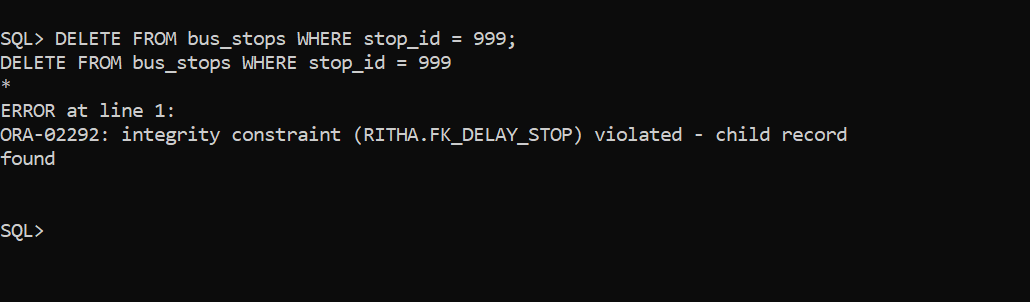 SQL> DELETE FROM bus_stops WHERE stop_id = 999;
DELETE FROM bus_stops WHERE stop_id = 999
*
ERROR at line 1:
ORA-02292: integrity constraint (RITHA.FK_DELAY_STOP) violated - child record
found
SQL>